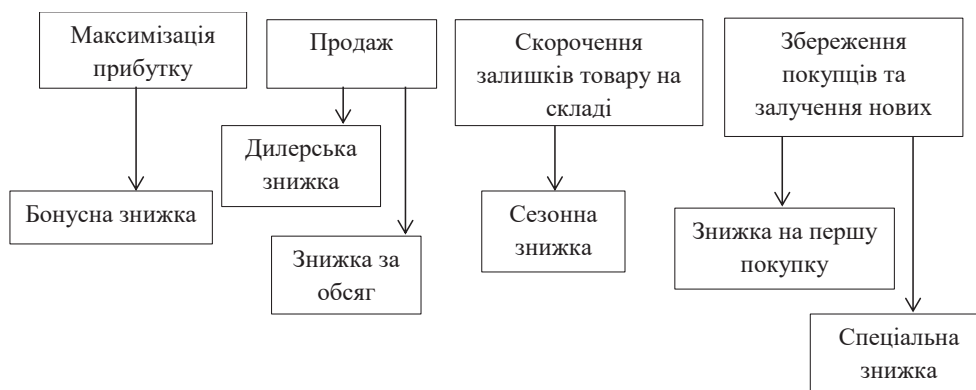 Максимізація
прибутку
Продаж
Скорочення
залишків товару на
складі
Збереження
покупців та
залучення нових
Бонусна знижка
Дилерська
знижка
Знижка за
обсяг
Сезонна
знижка
Знижка на першу
покупку
Спеціальна
знижка